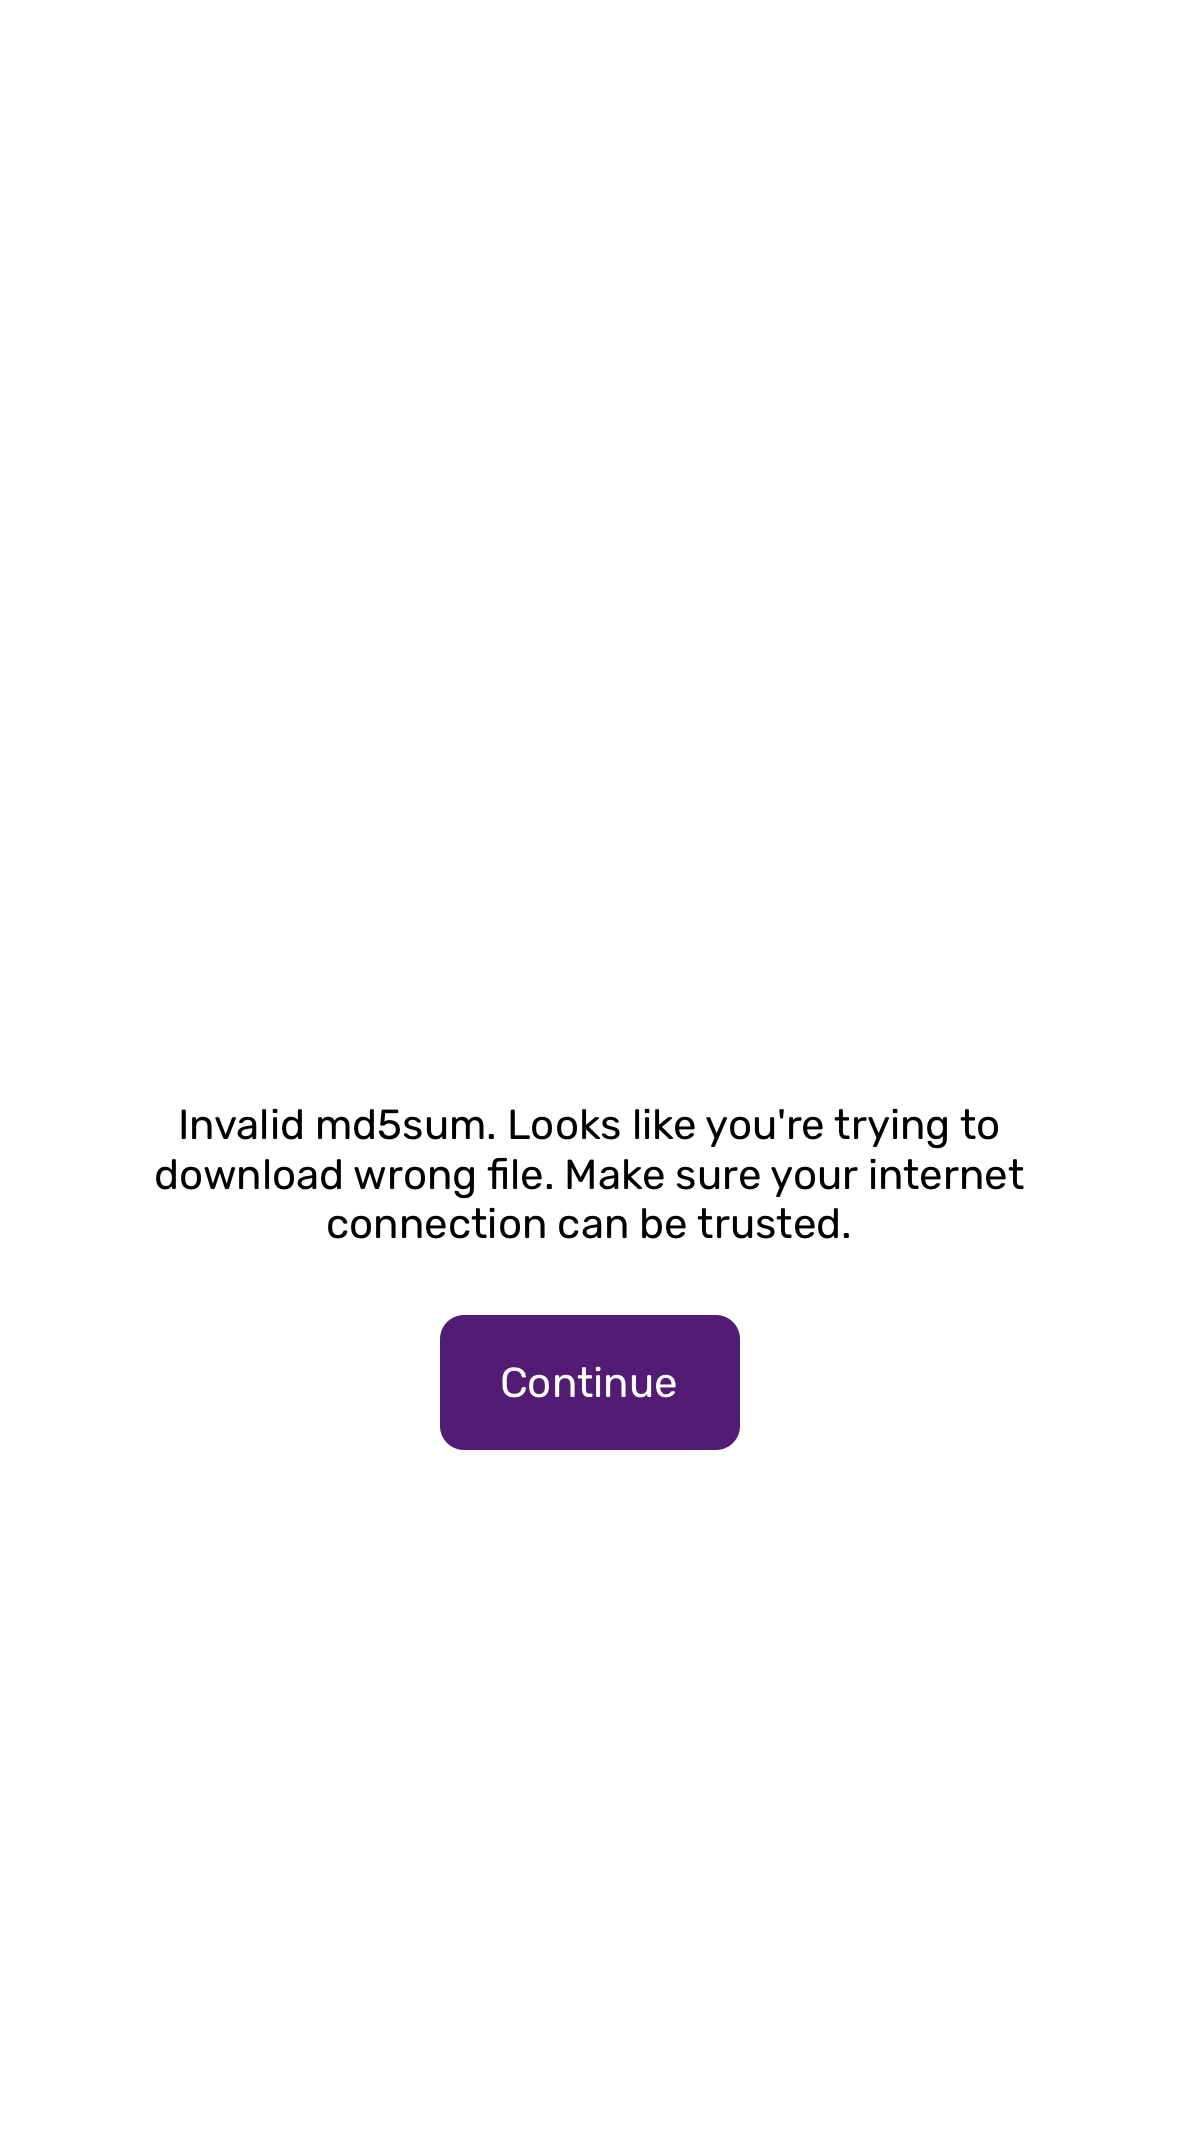 Invalid md5sum. Looks like you're trying to
download wrong file. Make sure your internet
connection can be trusted.
Continue